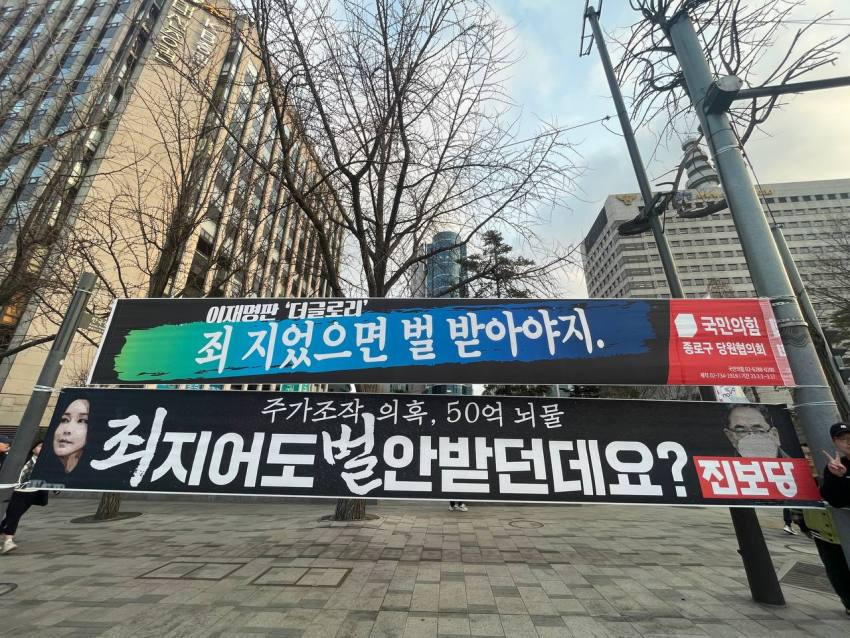 이재명판 '더글로리'
죄 지었으면 벌 받아야지.
국민의힘
종로구 당원협의회
주가조작 의혹, 50억 뇌물
죄지어도벌안받던데요?
진보당